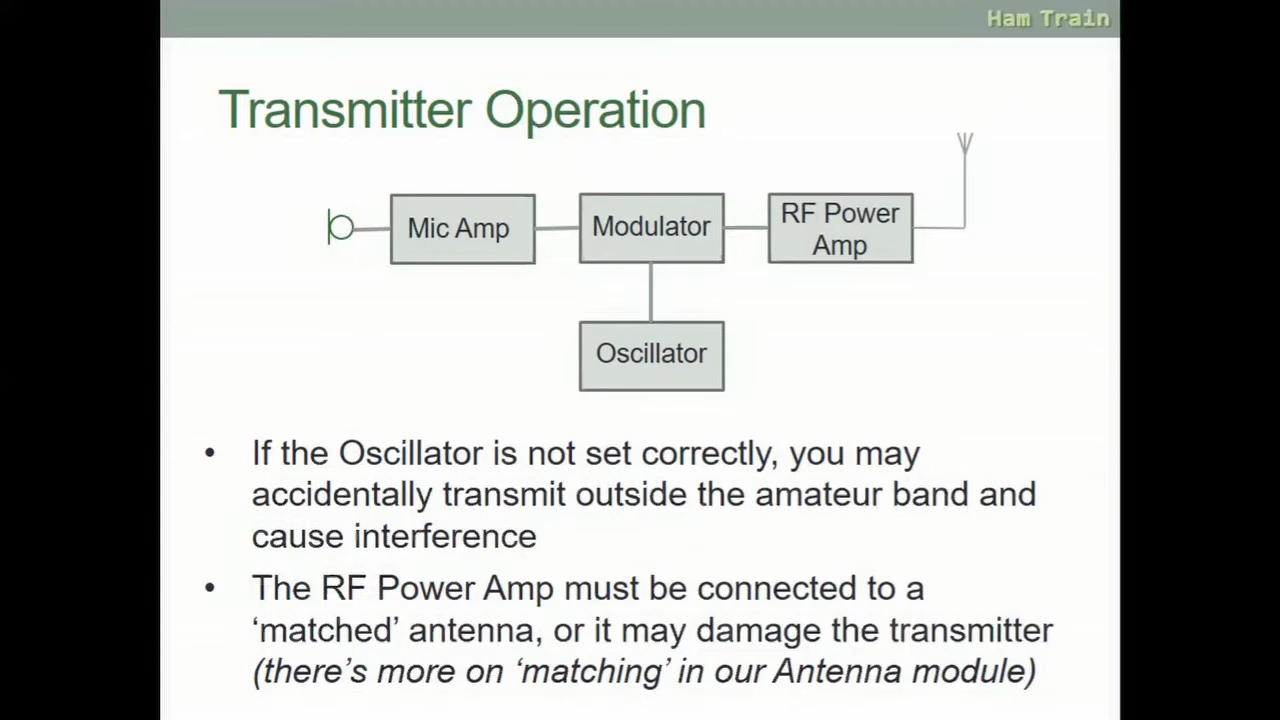 Ham Train
Transmitter Operation
Mic Amp
Modulator
RF Power
Amp
Oscillator
• If the Oscillator is not set correctly, you may
accidentally transmit outside the amateur band and
cause interference
• The RF Power Amp must be connected to a
‘matched’ antenna, or it may damage the transmitter
(there’s more on ‘matching’ in our Antenna module)